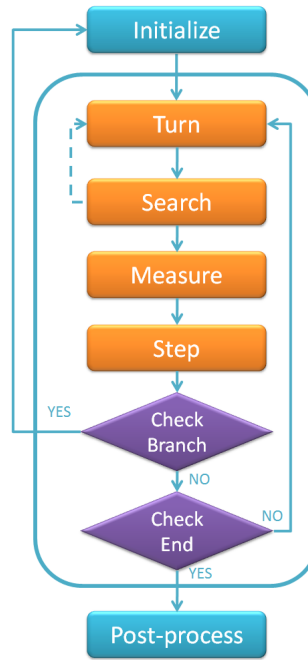 Initialize
Turn
Search
Measure
Step
YES
Check
Branch
NO
Check
End
NO
YES
Post-process